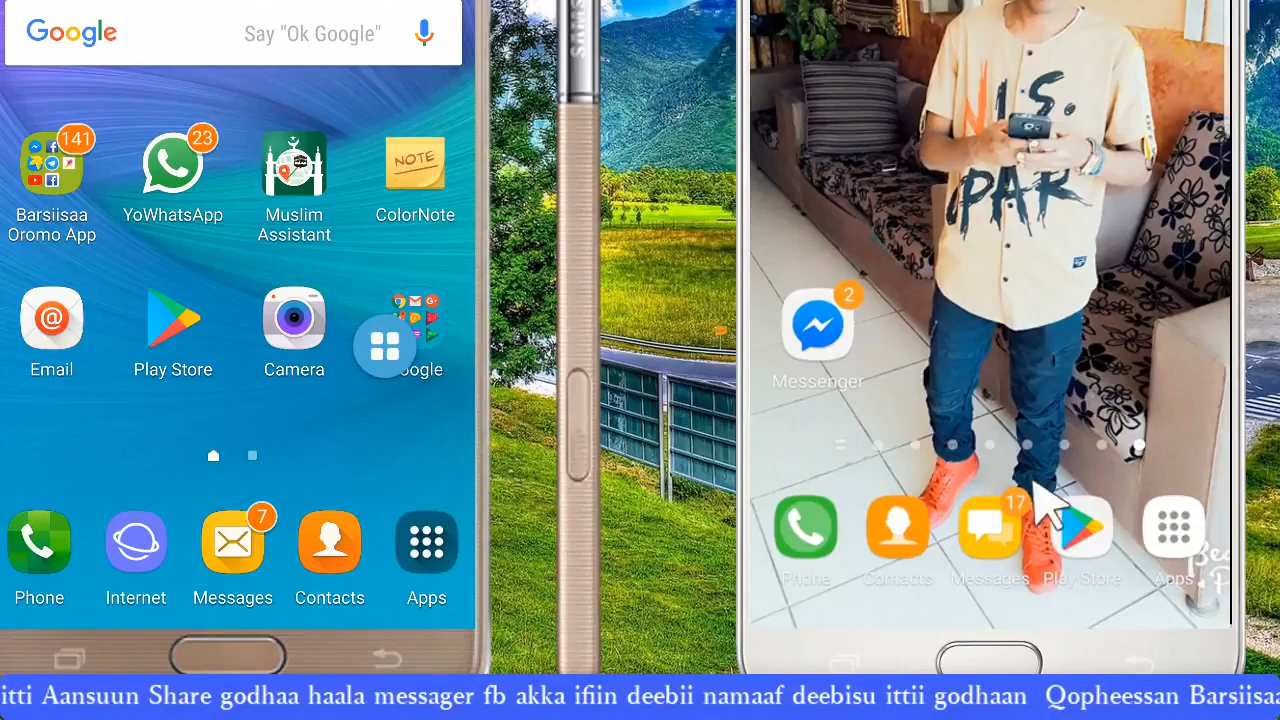 Google
Say "Ok Google"
SAMS
141
23
Barsiisaa
Oromo App
YoWhatsApp
Muslim
Assistant
NOTE
ColorNote
Email
Play Store
Camera
oogle
7
Phone
Internet
Messages
Contacts
Apps
2
Messenger
17
Phone
Contacts
Messages
Play Store
Apps
itti Aansuun Share godhaa haala messager fb akka ifiin deebii namaaf deebisu ittii godhaan Qopheessan Barsiisaa